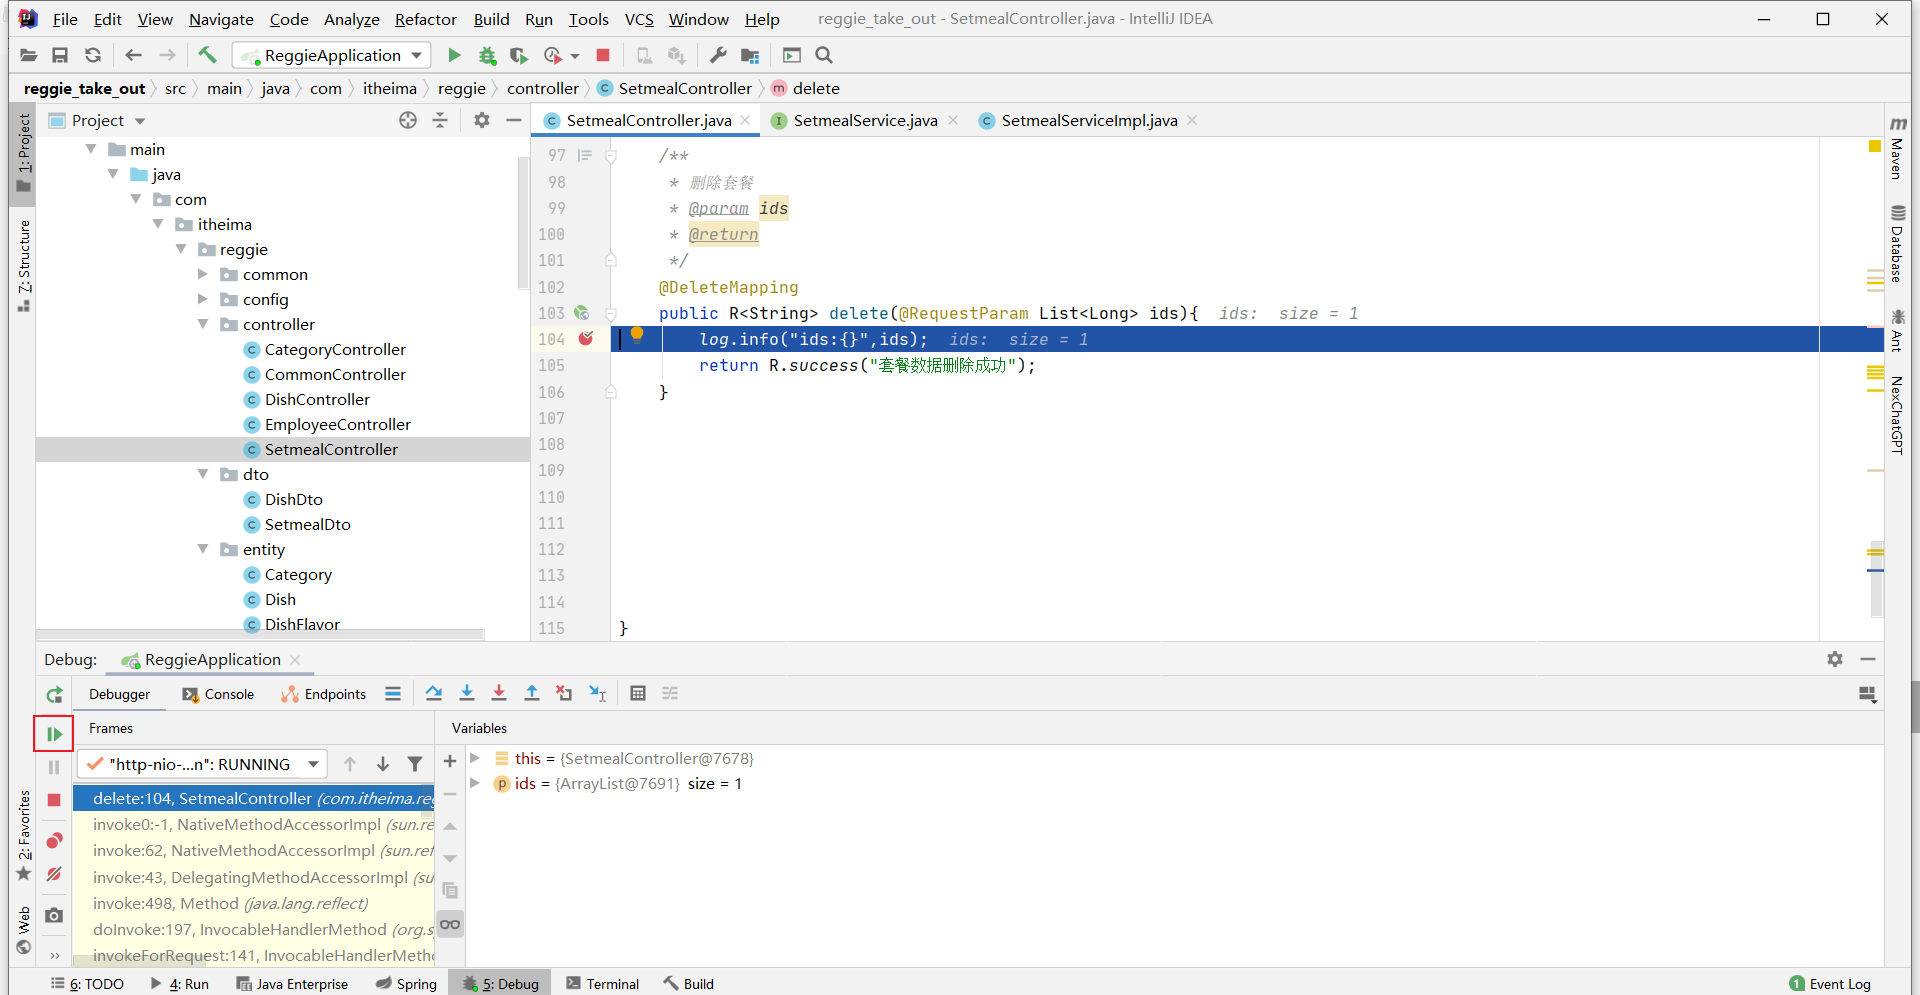 File Edit View Navigate Code Analyze Refactor Build Run Tools VCS Window Help reggie_take_out - SetmealController.java - IntelliJ IDEA
ReggieApplication
reggie_take_out src main java com itheima reggie controller C SetmealController m delete
1: Project
7: Structure
2: Favorites
Web
Project
main
java
com
itheima
reggie
common
config
controller
C CategoryController
C CommonController
C DishController
C EmployeeController
C SetmealController
dto
C DishDto
C SetmealDto
entity
C Category
C Dish
C DishFlavor
C SetmealController.java I SetmealService.java C SetmealServiceImpl.java
97 /**
98 * 删除套餐
99 * @param ids
100 * @return
101 */
102 @DeleteMapping
103 public R<String> delete(@RequestParam List<Long> ids){ ids: size = 1
104 log.info("ids:{}",ids); ids: size = 1
105 return R.success("套餐数据删除成功");
106 }
107
108
109
110
111
112
113
114
115 }
m Maven
Database
Ant
NexChatGPT
Debug: ReggieApplication
Debugger Console Endpoints
Frames
"http-nio-...n": RUNNING
delete:104, SetmealController (com.itheima.reg
invoke0:-1, NativeMethodAccessorImpl (sun.re
invoke:62, NativeMethodAccessorImpl (sun.ref
invoke:43, DelegatingMethodAccessorImpl (su
invoke:498, Method (java.lang.reflect)
doInvoke:197, InvocableHandlerMethod (org.s
invokeForRequest:141, InvocableHandlerMetho
Variables
this = {SetmealController@7678}
p ids = {ArrayList@7691} size = 1
6: TODO 4: Run Java Enterprise Spring 5: Debug Terminal Build 1 Event Log